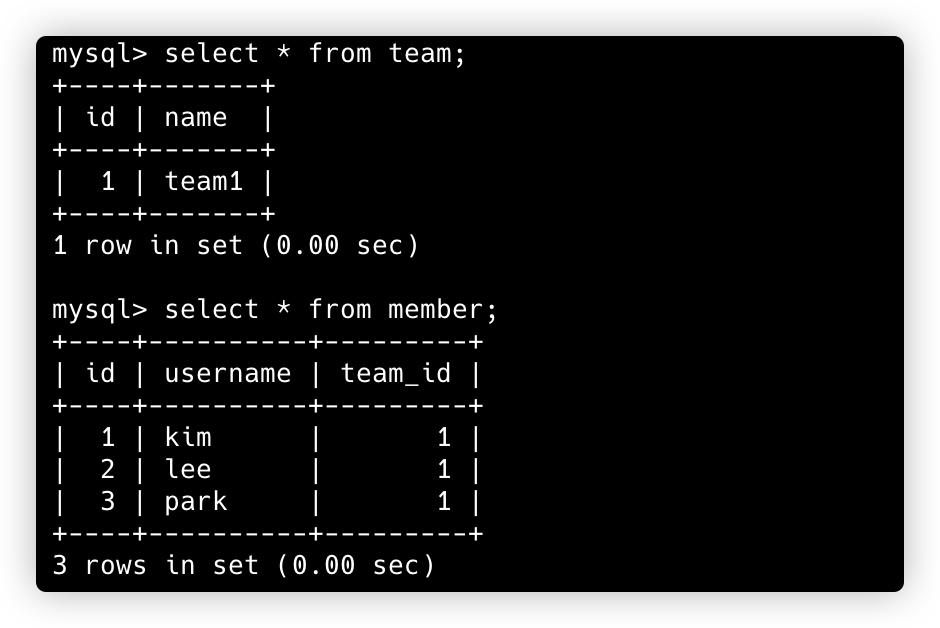 mysql> select * from team;
+----+-------+
| id | name  |
+----+-------+
|  1 | team1 |
+----+-------+
1 row in set (0.00 sec)

mysql> select * from member;
+----+----------+---------+
| id | username | team_id |
+----+----------+---------+
|  1 | kim      |       1 |
|  2 | lee      |       1 |
|  3 | park     |       1 |
+----+----------+---------+
3 rows in set (0.00 sec)